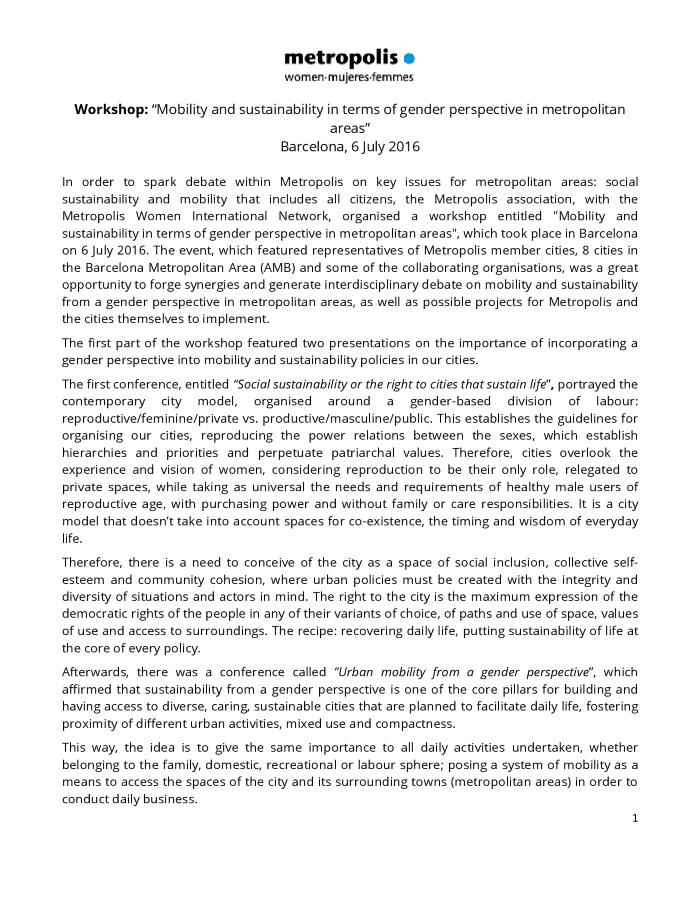 metropolis
women·mujeres·femmes
Workshop: “Mobility and sustainability in terms of gender perspective in metropolitan
areas”
Barcelona, 6 July 2016
In order to spark debate within Metropolis on key issues for metropolitan areas: social
sustainability and mobility that includes all citizens, the Metropolis association, with the
Metropolis Women International Network, organised a workshop entitled "Mobility and
sustainability in terms of gender perspective in metropolitan areas", which took place in Barcelona
on 6 July 2016. The event, which featured representatives of Metropolis member cities, 8 cities in
the Barcelona Metropolitan Area (AMB) and some of the collaborating organisations, was a great
opportunity to forge synergies and generate interdisciplinary debate on mobility and sustainability
from a gender perspective in metropolitan areas, as well as possible projects for Metropolis and
the cities themselves to implement.
The first part of the workshop featured two presentations on the importance of incorporating a
gender perspective into mobility and sustainability policies in our cities.
The first conference, entitled “Social sustainability or the right to cities that sustain life”, portrayed the
contemporary city model, organised around a gender-based division of labour:
reproductive/feminine/private vs. productive/masculine/public. This establishes the guidelines for
organising our cities, reproducing the power relations between the sexes, which establish
hierarchies and priorities and perpetuate patriarchal values. Therefore, cities overlook the
experience and vision of women, considering reproduction to be their only role, relegated to
private spaces, while taking as universal the needs and requirements of healthy male users of
reproductive age, with purchasing power and without family or care responsibilities. It is a city
model that doesn’t take into account spaces for co-existence, the timing and wisdom of everyday
life.
Therefore, there is a need to conceive of the city as a space of social inclusion, collective self-
esteem and community cohesion, where urban policies must be created with the integrity and
diversity of situations and actors in mind. The right to the city is the maximum expression of the
democratic rights of the people in any of their variants of choice, of paths and use of space, values
of use and access to surroundings. The recipe: recovering daily life, putting sustainability of life at
the core of every policy.
Afterwards, there was a conference called “Urban mobility from a gender perspective”, which
affirmed that sustainability from a gender perspective is one of the core pillars for building and
having access to diverse, caring, sustainable cities that are planned to facilitate daily life, fostering
proximity of different urban activities, mixed use and compactness.
This way, the idea is to give the same importance to all daily activities undertaken, whether
belonging to the family, domestic, recreational or labour sphere; posing a system of mobility as a
means to access the spaces of the city and its surrounding towns (metropolitan areas) in order to
conduct daily business.
1